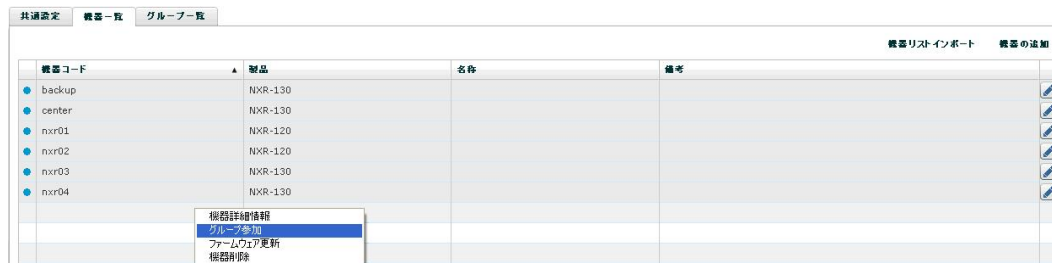 共通設定 機器一覧 グループ一覧
機器リストインポート 機器の追加
機器コード ▲ 製品 名称 備考
backup NXR-130
center NXR-130
nxr01 NXR-120
nxr02 NXR-120
nxr03 NXR-130
nxr04 NXR-130
機器詳細情報
グループ参加
ファームウェア更新
機器削除